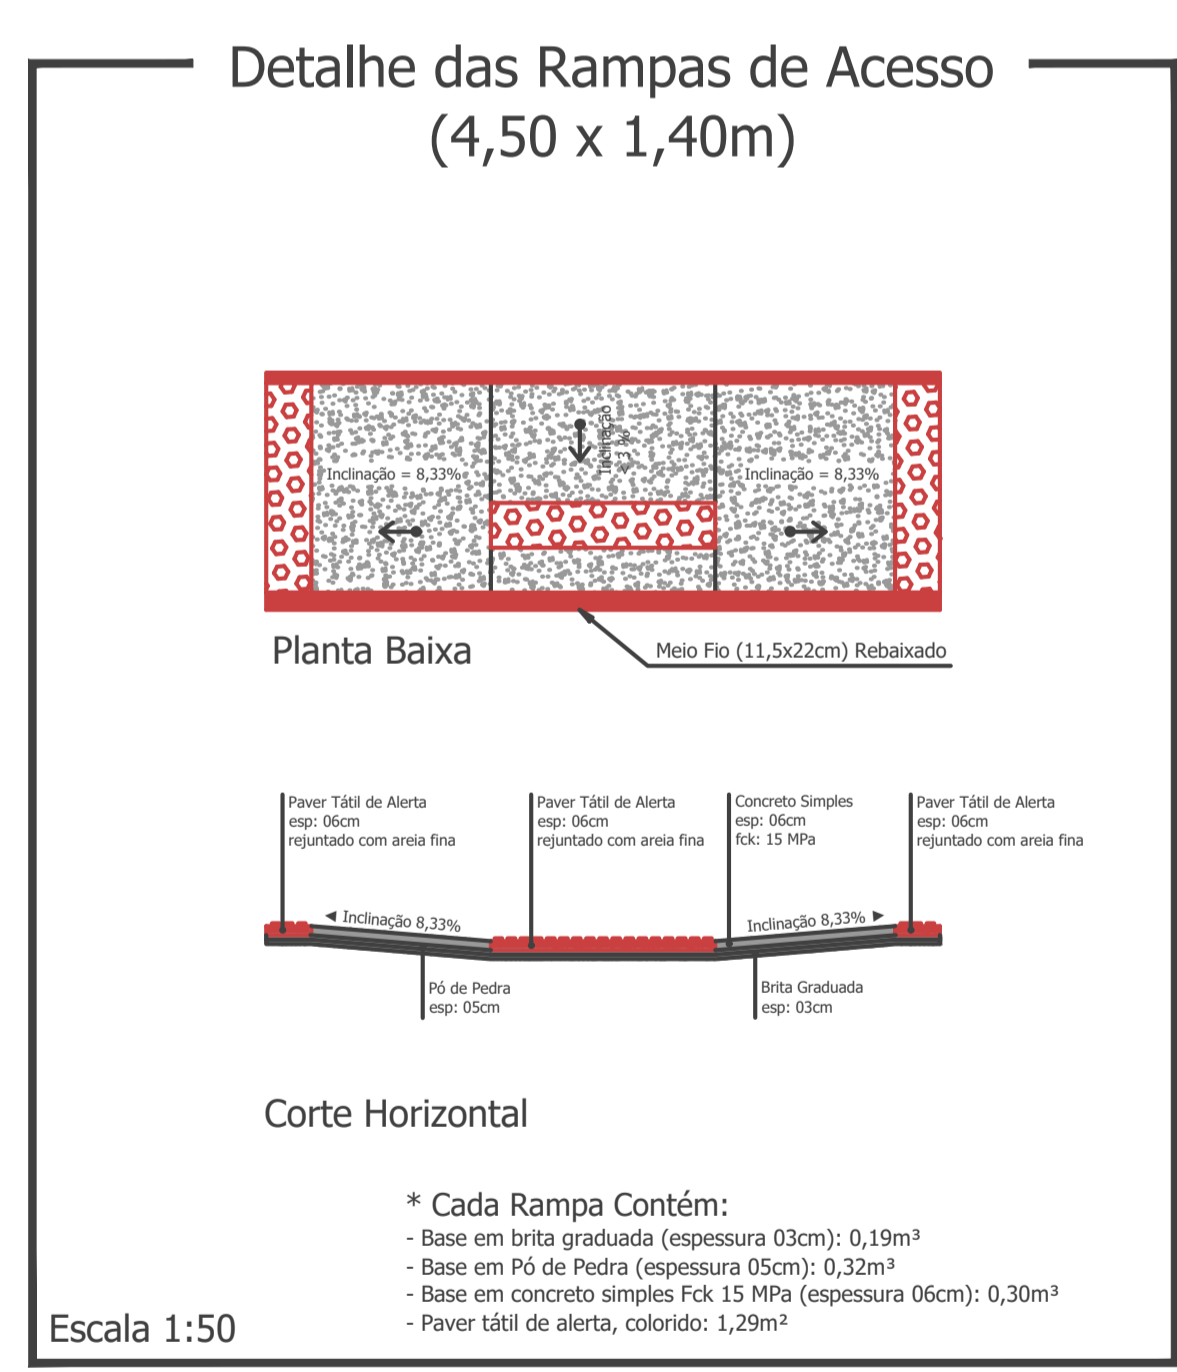 Detalhe das Rampas de Acesso
(4,50 x 1,40m)
Inclinação
< 3 %
Inclinação = 8,33%
Inclinação = 8,33%
Planta Baixa
Meio Fio (11,5x22cm) Rebaixado
Paver Tátil de Alerta
esp: 06cm
rejuntado com areia fina
Paver Tátil de Alerta
esp: 06cm
rejuntado com areia fina
Concreto Simples
esp: 06cm
fck: 15 MPa
Paver Tátil de Alerta
esp: 06cm
rejuntado com areia fina
◄ Inclinação 8,33%
Inclinação 8,33% ►
Pó de Pedra
esp: 05cm
Brita Graduada
esp: 03cm
Corte Horizontal
* Cada Rampa Contém:
- Base em brita graduada (espessura 03cm): 0,19m³
- Base em Pó de Pedra (espessura 05cm): 0,32m³
- Base em concreto simples Fck 15 MPa (espessura 06cm): 0,30m³
- Paver tátil de alerta, colorido: 1,29m²
Escala 1:50